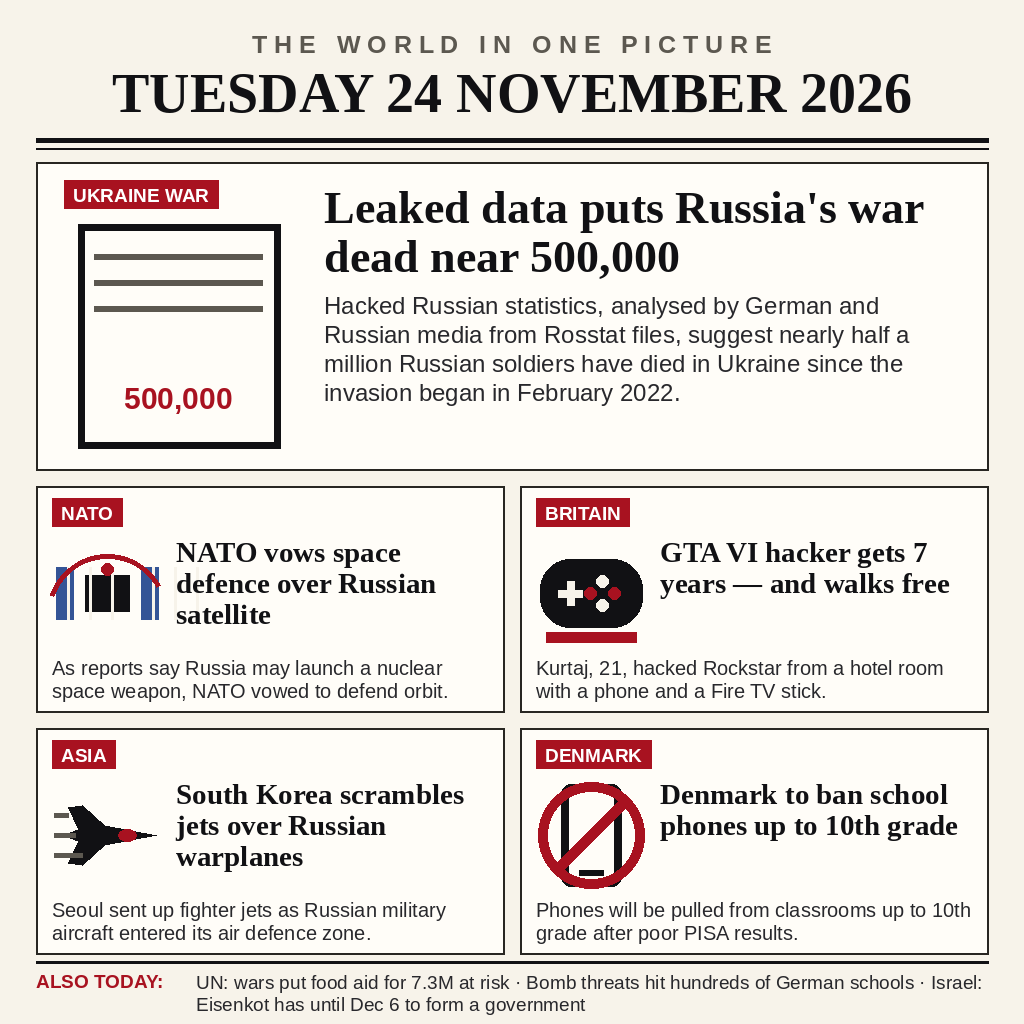 THE WORLD IN ONE PICTURE
TUESDAY 24 NOVEMBER 2026
UKRAINE WAR
500,000
Leaked data puts Russia's war
dead near 500,000
Hacked Russian statistics, analysed by German and
Russian media from Rosstat files, suggest nearly half a
million Russian soldiers have died in Ukraine since the
invasion began in February 2022.
NATO
NATO vows space
defence over Russian
satellite
As reports say Russia may launch a nuclear
space weapon, NATO vowed to defend orbit.
BRITAIN
GTA VI hacker gets 7
years — and walks free
Kurtaj, 21, hacked Rockstar from a hotel room
with a phone and a Fire TV stick.
ASIA
South Korea scrambles
jets over Russian
warplanes
Seoul sent up fighter jets as Russian military
aircraft entered its air defence zone.
DENMARK
Denmark to ban school
phones up to 10th grade
Phones will be pulled from classrooms up to 10th
grade after poor PISA results.
ALSO TODAY:
UN: wars put food aid for 7.3M at risk · Bomb threats hit hundreds of German schools · Israel:
Eisenkot has until Dec 6 to form a government